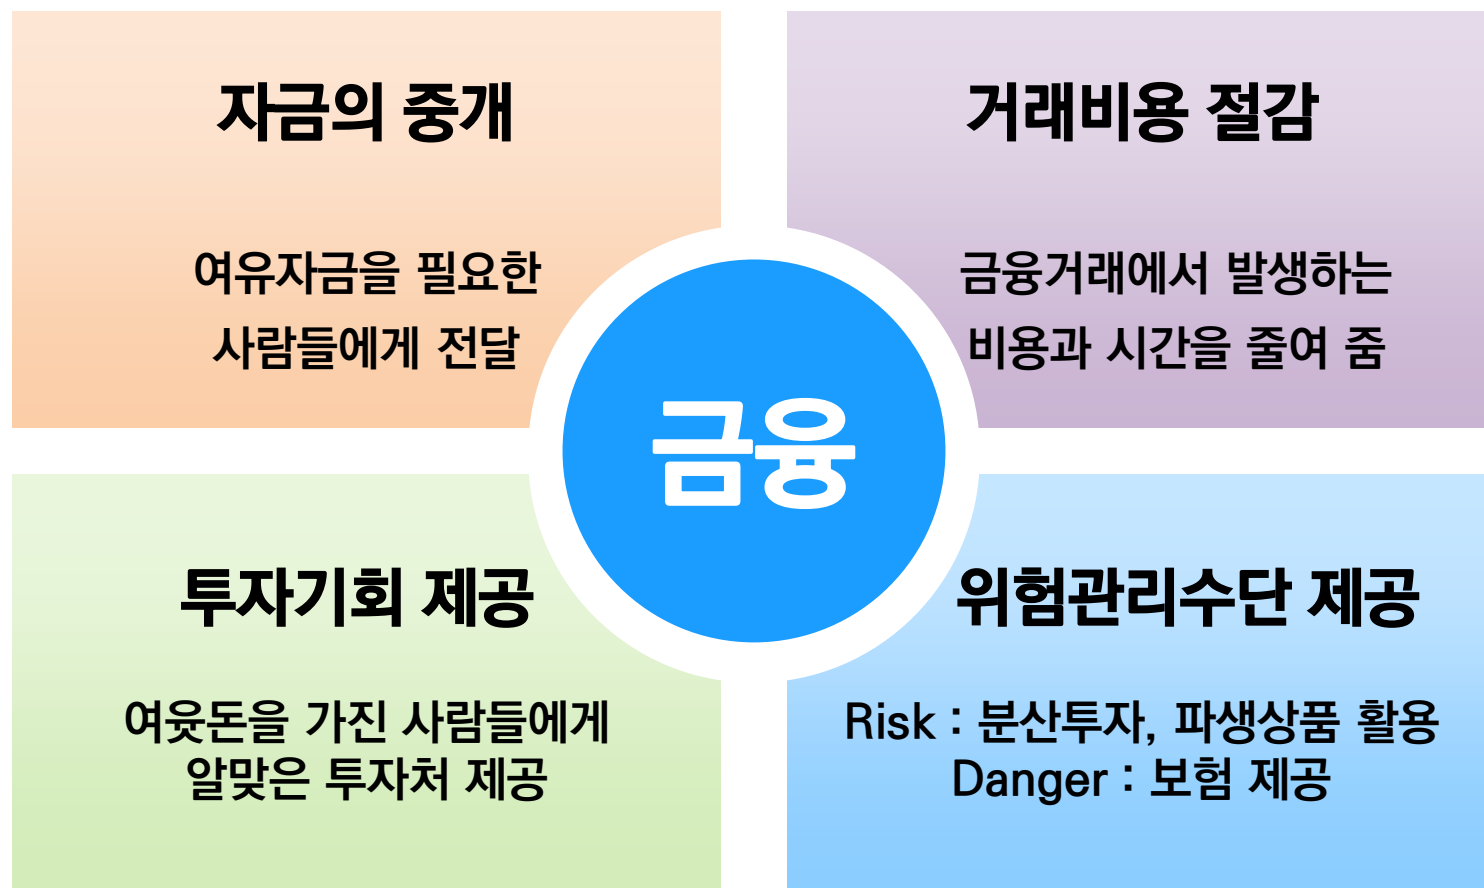 자금의 중개
여유자금을 필요한
사람들에게 전달
거래비용 절감
금융거래에서 발생하는
비용과 시간을 줄여 줌
금융
투자기회 제공
여윳돈을 가진 사람들에게
알맞은 투자처 제공
위험관리수단 제공
Risk : 분산투자, 파생상품 활용
Danger : 보험 제공